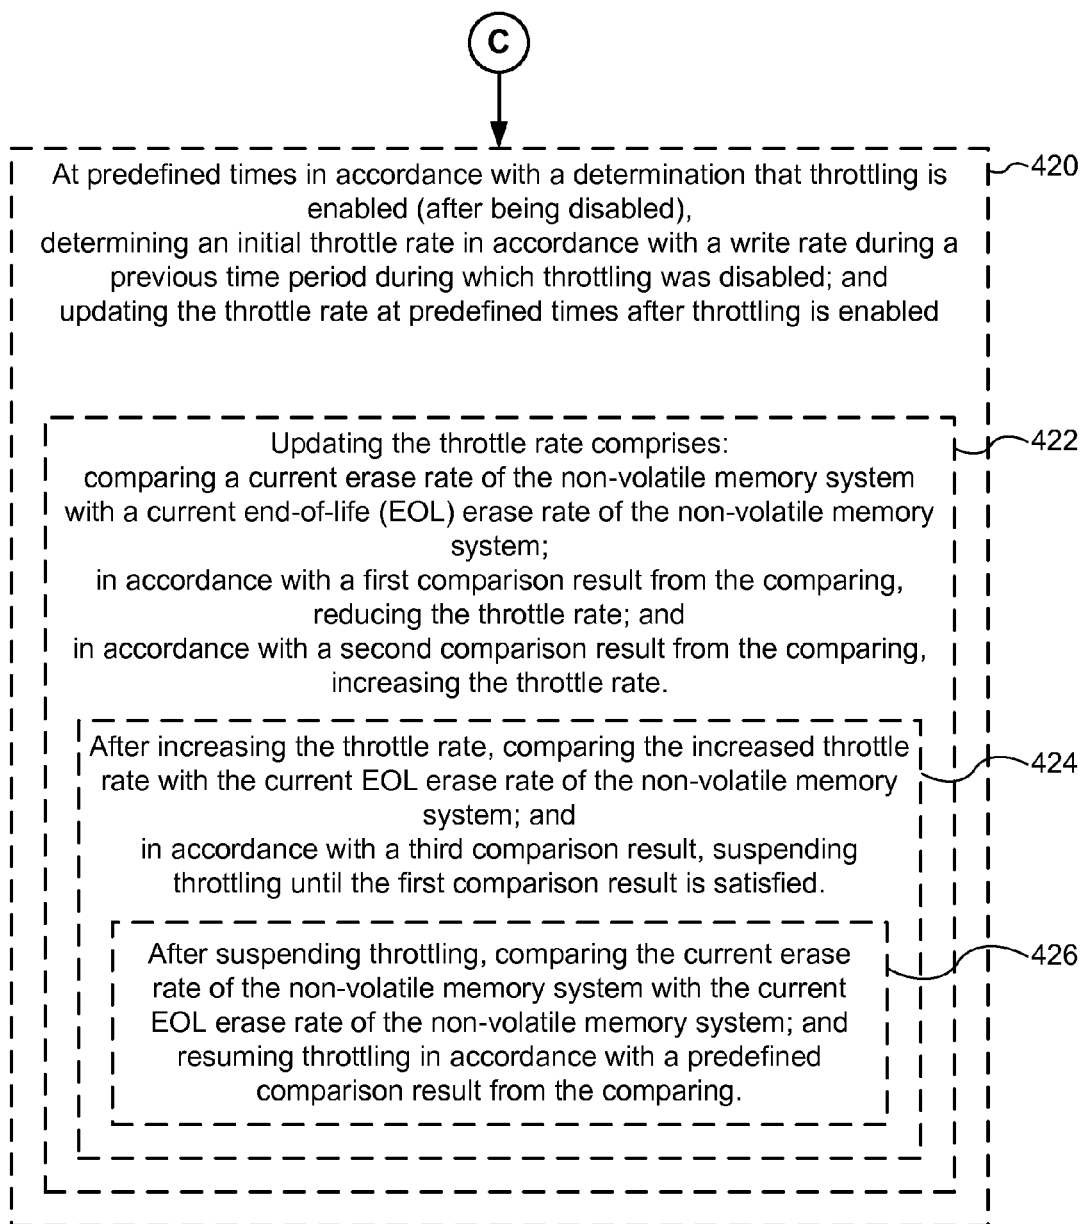 C
At predefined times in accordance with a determination that throttling is
enabled (after being disabled),
determining an initial throttle rate in accordance with a write rate during a
previous time period during which throttling was disabled; and
updating the throttle rate at predefined times after throttling is enabled
420
Updating the throttle rate comprises:
comparing a current erase rate of the non-volatile memory system
with a current end-of-life (EOL) erase rate of the non-volatile memory
system;
in accordance with a first comparison result from the comparing,
reducing the throttle rate; and
in accordance with a second comparison result from the comparing,
increasing the throttle rate.
422
After increasing the throttle rate, comparing the increased throttle
rate with the current EOL erase rate of the non-volatile memory
system; and
in accordance with a third comparison result, suspending
throttling until the first comparison result is satisfied.
424
After suspending throttling, comparing the current erase
rate of the non-volatile memory system with the current
EOL erase rate of the non-volatile memory system; and
resuming throttling in accordance with a predefined
comparison result from the comparing.
426